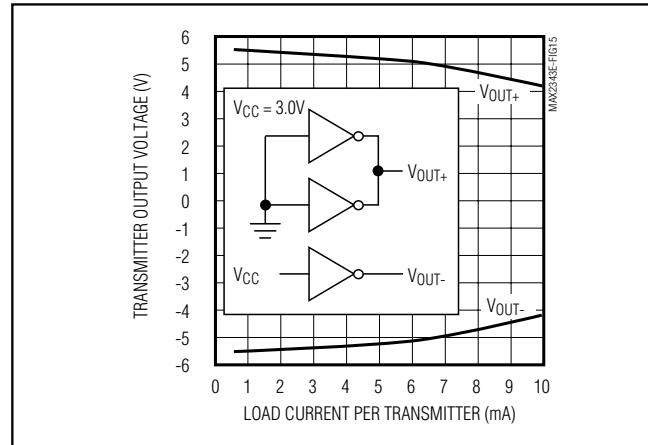 TRANSMITTER OUTPUT VOLTAGE (V)
6
5
4
3
2
1
0
-1
-2
-3
-4
-5
-6
VCC = 3.0V
VOUT+
VOUT+
VCC
VOUT-
VOUT-
0 1 2 3 4 5 6 7 8 9 10
LOAD CURRENT PER TRANSMITTER (mA)
MAX2343E-FIG15